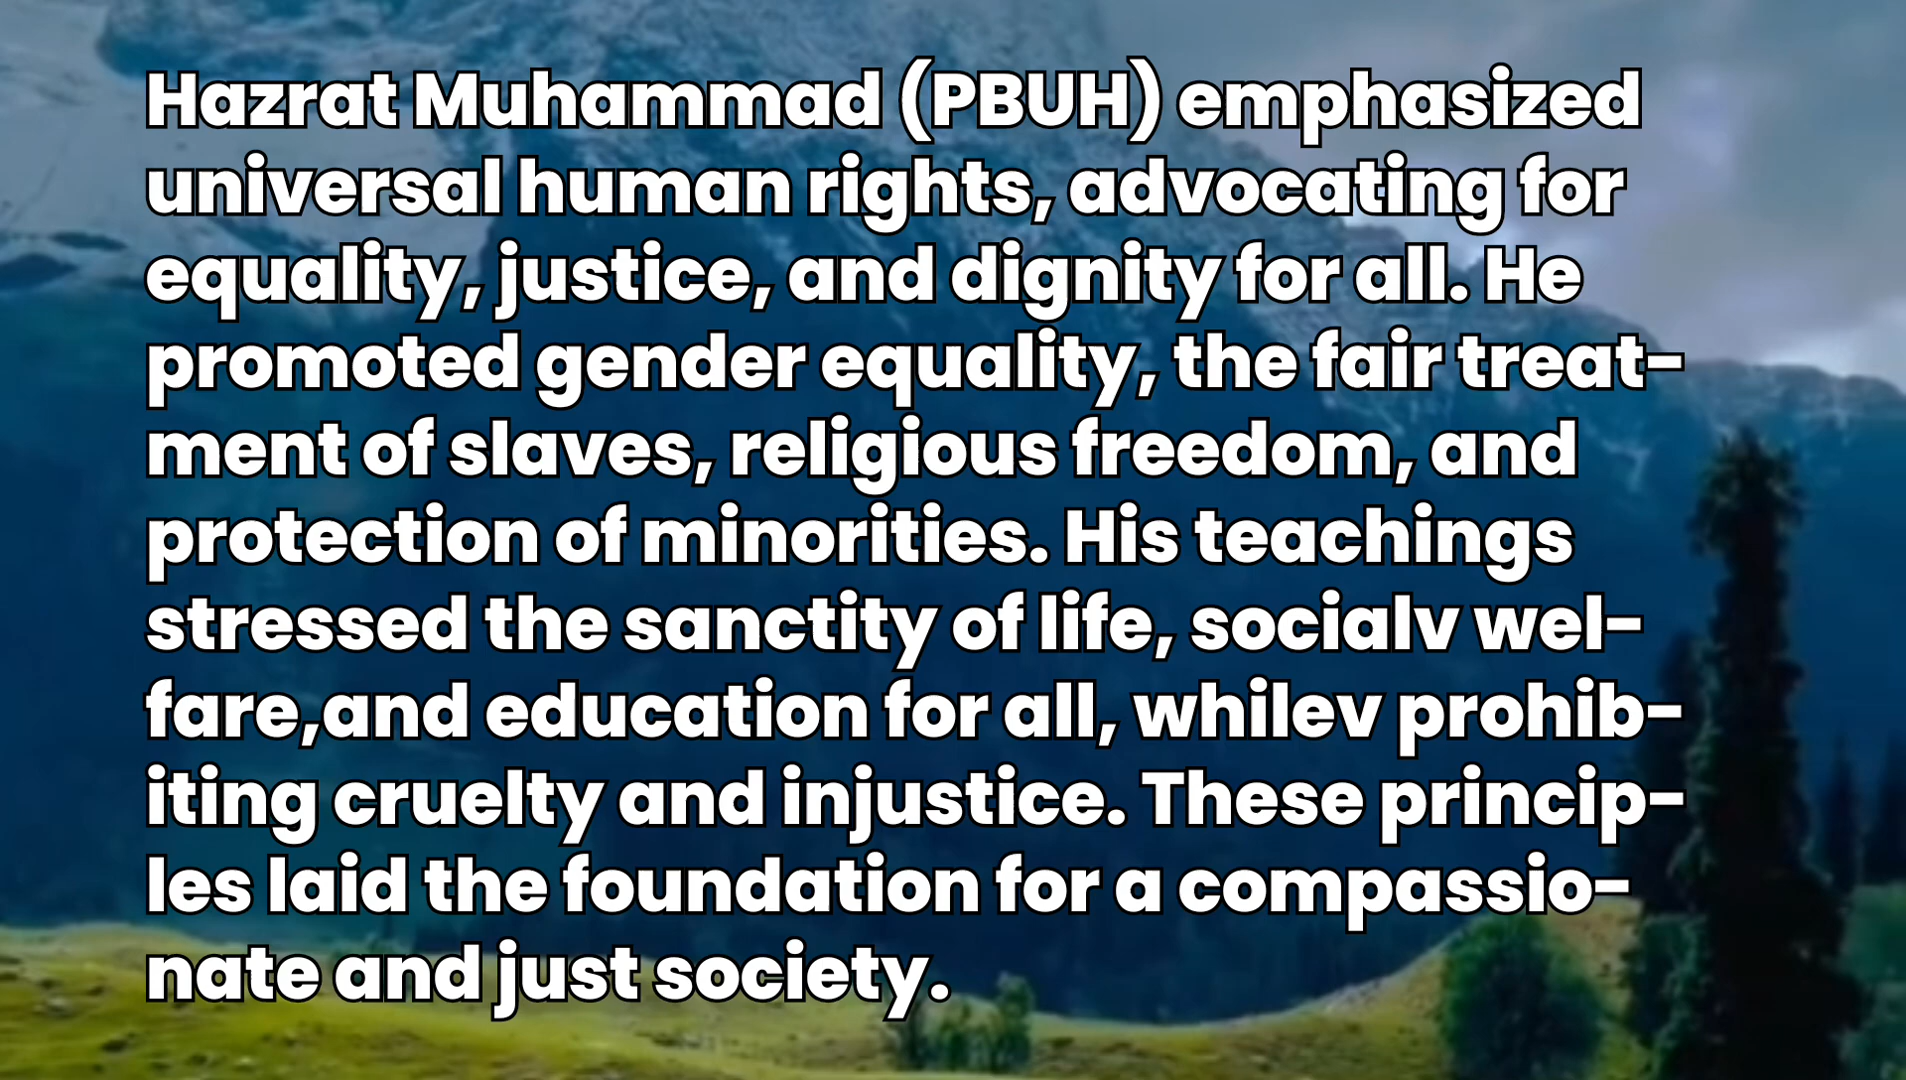 Hazrat Muhammad (PBUH) emphasized
universal human rights, advocating for
equality, justice, and dignity for all. He
promoted gender equality, the fair treat-
ment of slaves, religious freedom, and
protection of minorities. His teachings
stressed the sanctity of life, socialv wel-
fare,and education for all, whilev prohib-
iting cruelty and injustice. These princip-
les laid the foundation for a compassio-
nate and just society.